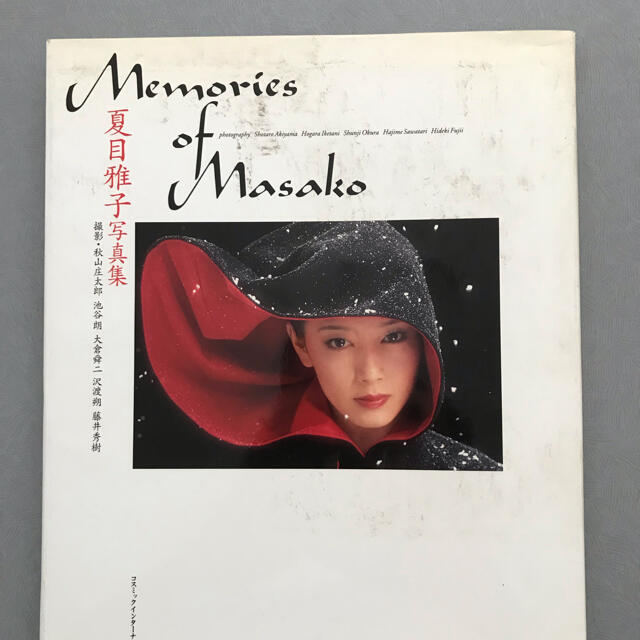 Memories
of
Masako
photography Shotaro Akiyama Hogara Iketani Shunji Okura Hajime Sawatari Hideki Fujii
夏目雅子写真集
撮影・秋山庄太郎 池谷朗 大倉舜二 沢渡朔 藤井秀樹
コスミックインターナ